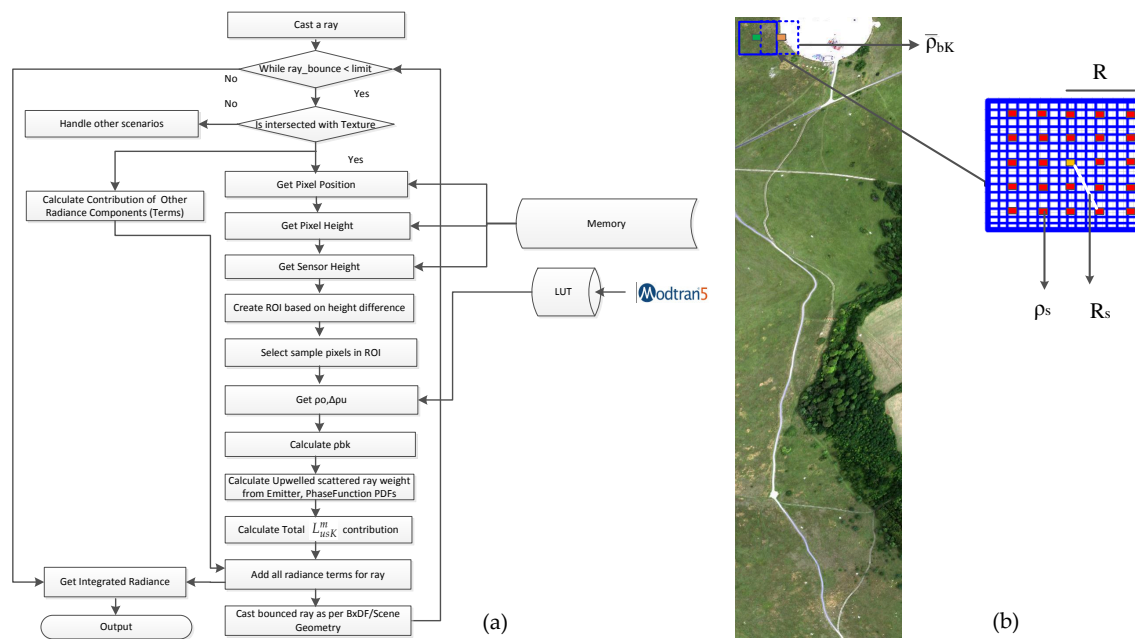 Cast a ray
While ray_bounce < limit
No
Yes
No
Is intersected with Texture
Handle other scenarios
Yes
Get Pixel Position
Calculate Contribution of Other
Radiance Components (Terms)
Get Pixel Height
Memory
Get Sensor Height
LUT
Modtran5
Create ROI based on height difference
Select sample pixels in ROI
Get ρo,Δρu
Calculate ρbk
Calculate Upwelled scattered ray weight
from Emitter, PhaseFunction PDFs
Calculate Total L^m_usK contribution
Add all radiance terms for ray
Get Integrated Radiance
Cast bounced ray as per BxDF/Scene
Geometry
Output
(a)
ρ̅bK
R
ρs
Rs
(b)